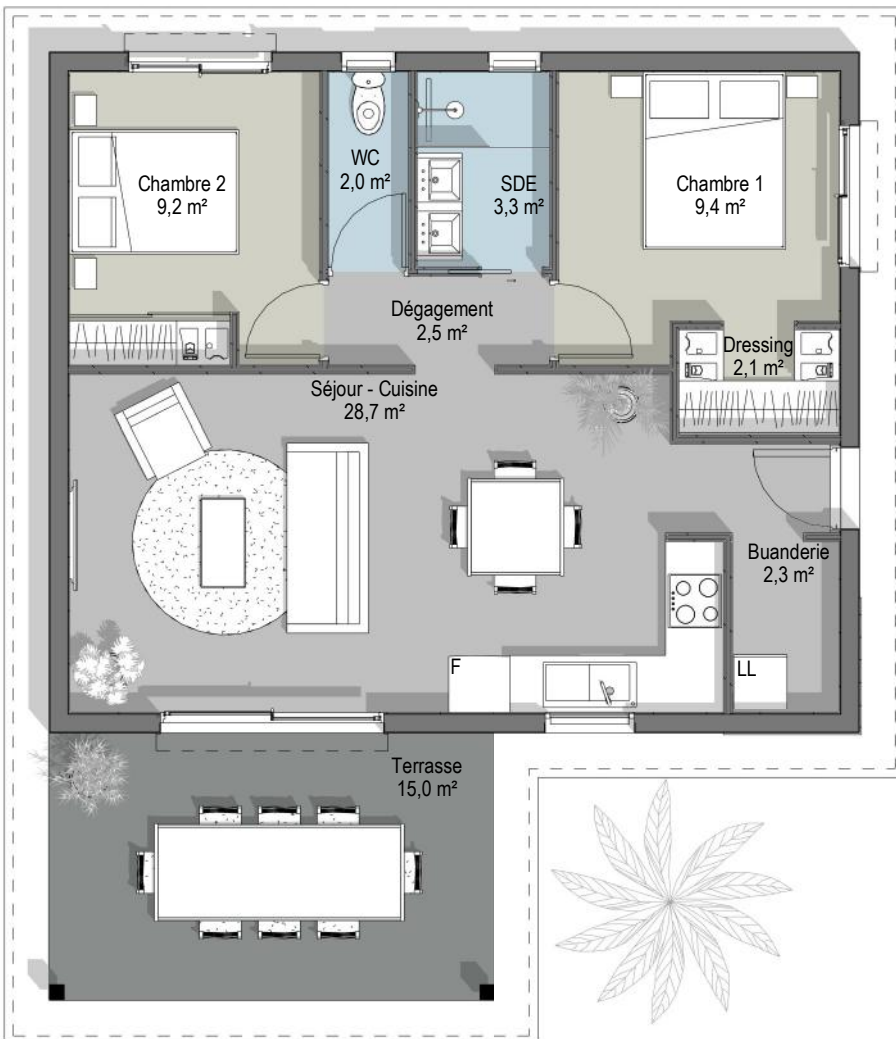 WC
2,0 m²
Chambre 2
9,2 m²
SDE
3,3 m²
Chambre 1
9,4 m²
Dégagement
2,5 m²
Dressing
2,1 m²
Séjour - Cuisine
28,7 m²
Buanderie
2,3 m²
F
LL
Terrasse
15,0 m²